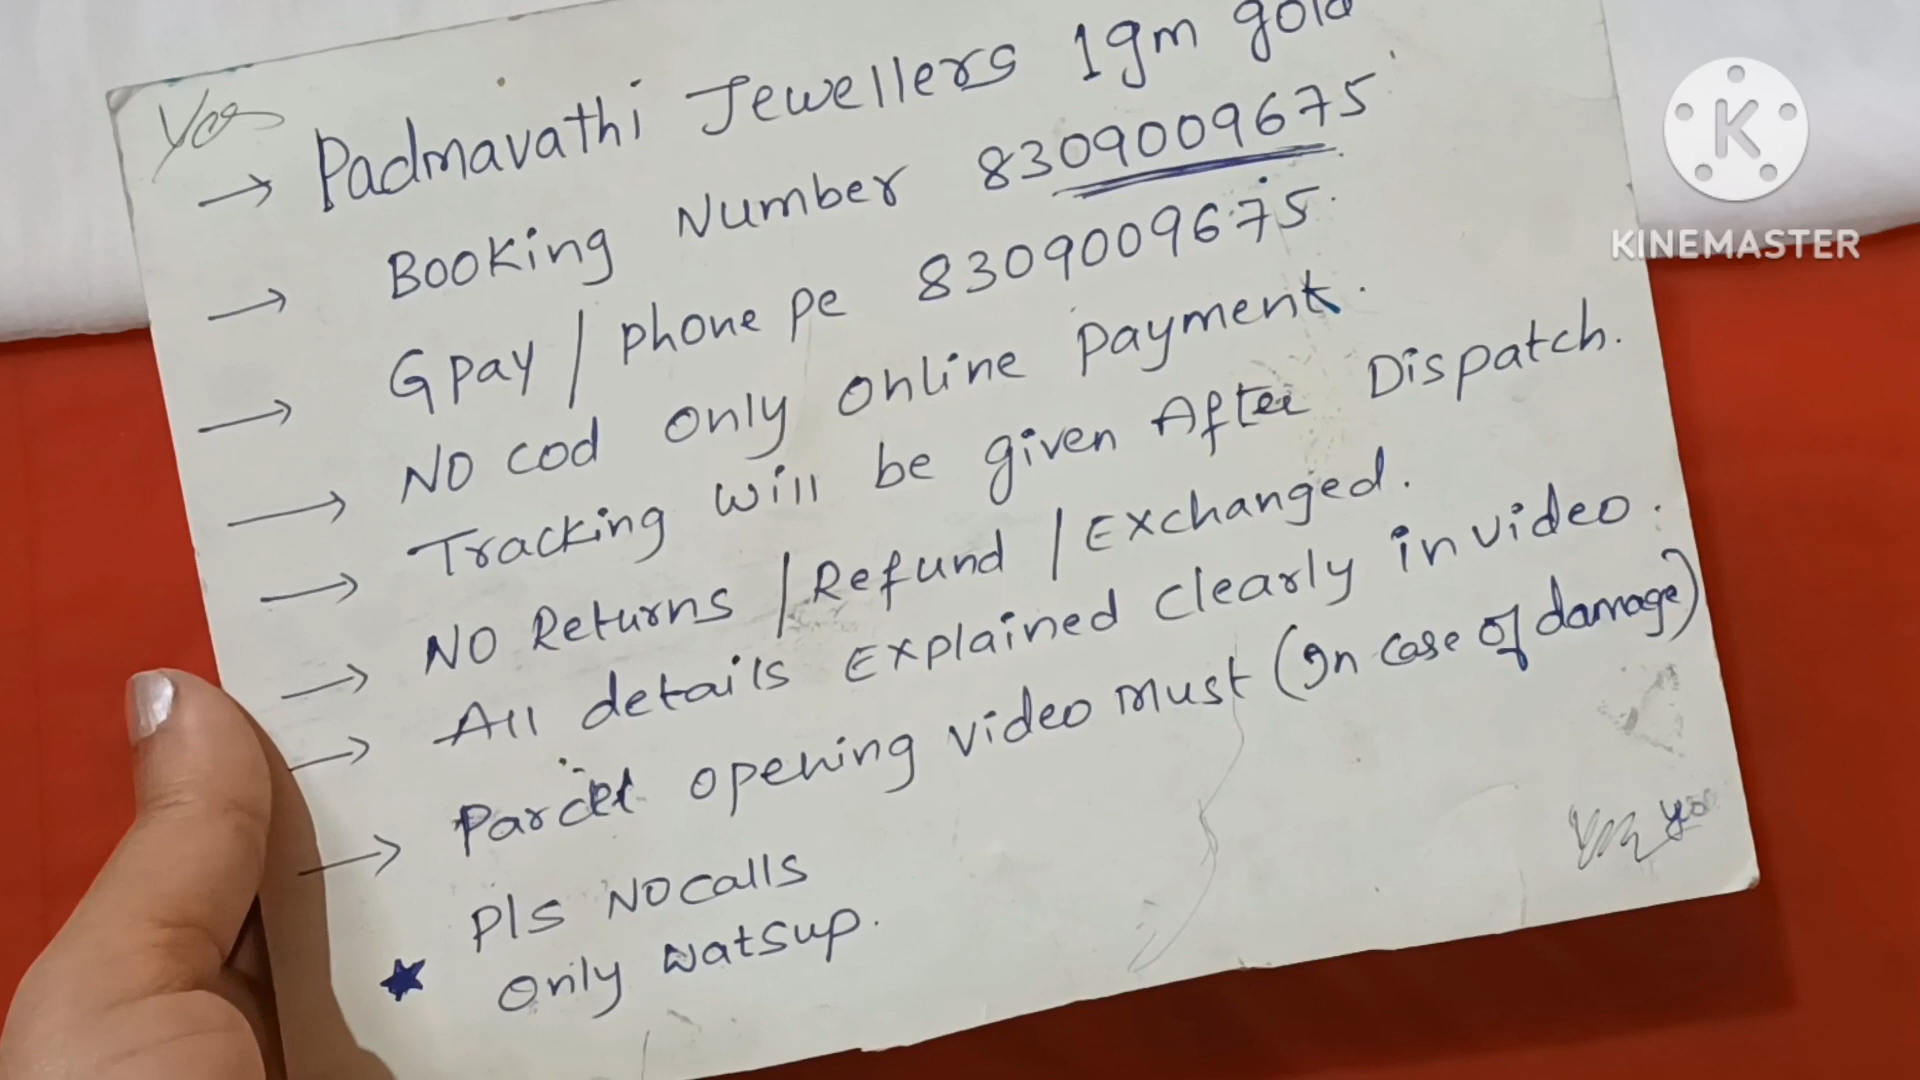 Yes
→ Padmavathi Jewellers 1gm gold
→ Booking Number 8309009675
→ Gpay / Phone pe 8309009675.
→ NO cod only online payment.
→ Tracking will be given After Dispatch.
→ NO Returns / Refund / Exchanged.
→ All details Explained clearly in video.
→ Parcel opening video must (In case of damage)
Pls NO calls
★ only watsup.
KINEMASTER